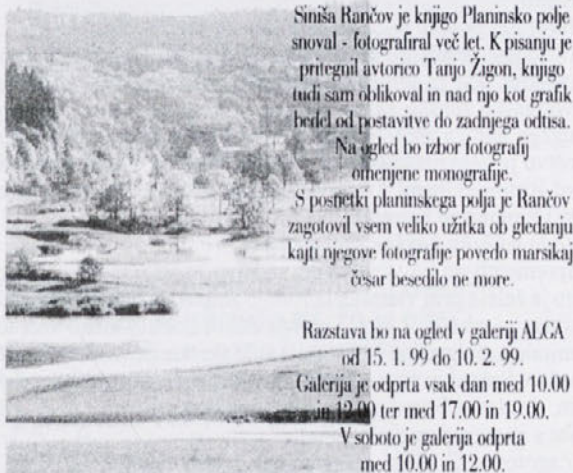 Siniša Rančov je knjigo Planinsko polje
snoval - fotografiral več let. K pisanju je
pritegnil avtorico Tanjo Žigon, knjigo
tudi sam oblikoval in nad njo kot grafik
bedel od postavitve do zadnjega odtisa.
Na ogled bo izbor fotografij
omenjene monografije.
S posnetki planinskega polja je Rančov
zagotovil vsem veliko užitka ob gledanju
kajti njegove fotografije povedo marsikaj
česar besedilo ne more.
Razstava bo na ogled v galeriji ALGA
od 15. 1. 99 do 10. 2. 99.
Galerija je odprta vsak dan med 10.00
in 12.00 ter med 17.00 in 19.00.
V soboto je galerija odprta
med 10.00 in 12.00.